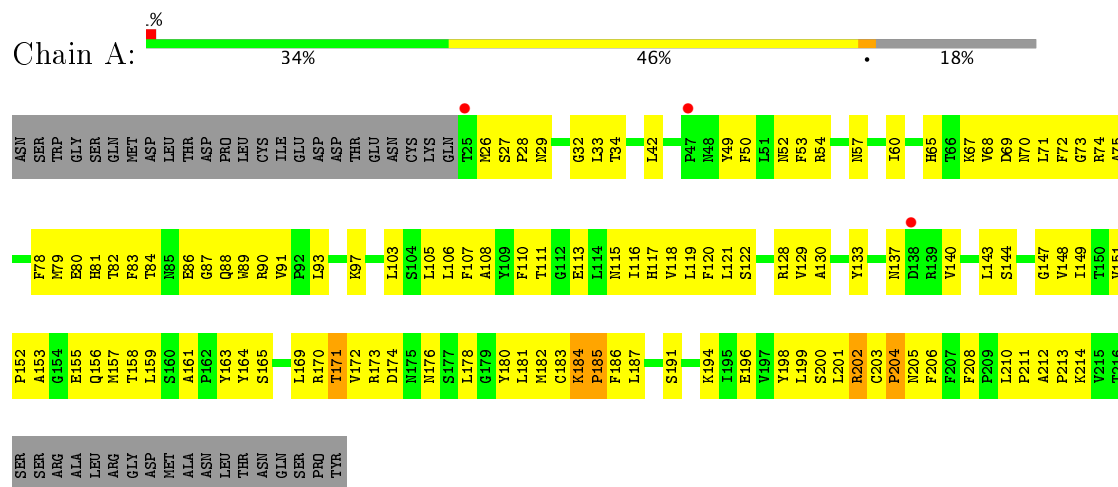 .%
Chain A:
34% 46% • 18%
ASN SER TRP GLY SER GLN MET ASP LEU THR ASP PRO LEU CYS ILE GLU ASP ASP THR GLU ASN CYS LYS GLN T25 M26 S27 P28 N29 G32 L33 T34 L42 P47 N48 Y49 F50 L51 N52 F53 R54 N57 I60 H65 T66 K67 V68 D69 N70 L71 F72 G73 R74 A75
F78 M79 E80 H81 T82 F83 T84 N85 E86 G87 Q88 W89 R90 V91 P92 L93 K97 L103 S104 L105 L106 F107 A108 Y109 F110 T111 G112 E113 L114 N115 I116 H117 V118 L119 F120 L121 S122 R128 V129 A130 Y133 N137 D138 R139 V140 L143 S144 G147 V148 I149 T150 V151
P152 A153 G154 E155 Q156 M157 T158 L159 S160 A161 P162 Y163 Y164 S165 L169 R170 T171 V172 R173 D174 N175 N176 S177 L178 G179 Y180 L181 M182 C183 K184 P185 F186 L187 S191 K194 I195 E196 V197 Y198 L199 S200 L201 R202 C203 P204 N205 F206 F207 F208 P209 L210 P211 A212 P213 K214 V215 T216
SER SER ARG ALA LEU ARG GLY ASP MET ALA ASN LEU THR ASN GLN SER PRO TYR